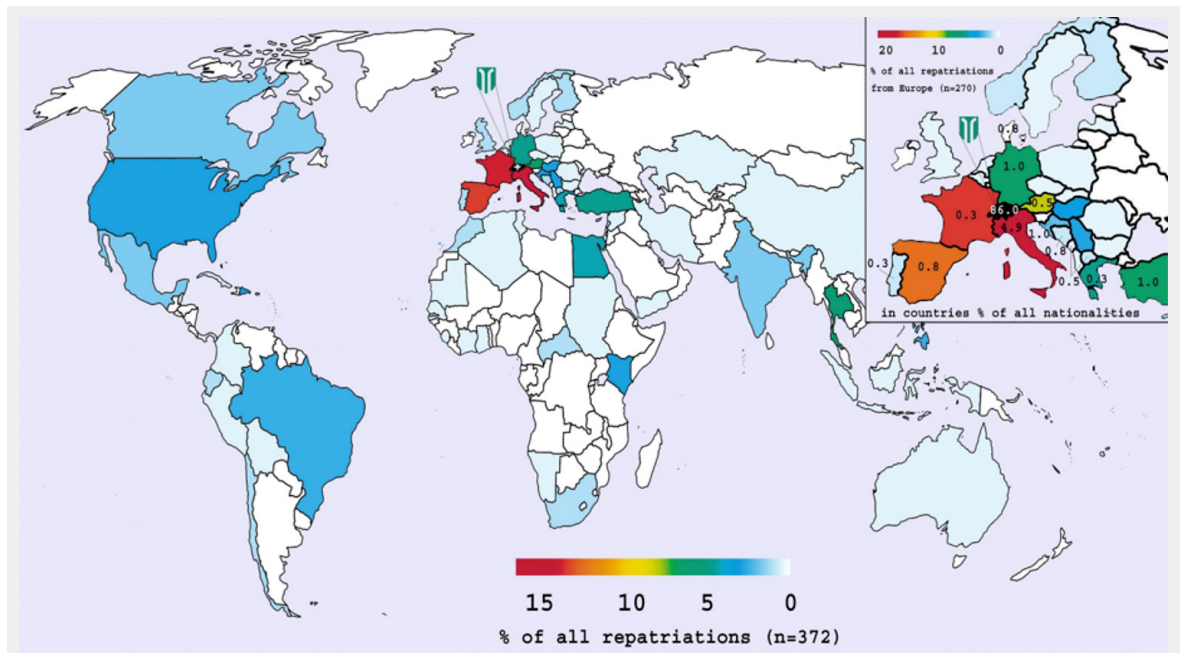 20 10 0
% of all repatriations
from Europe (n=270)
0.8
1.0
86.0
0.5
0.3
4.9
1.0
0.8
0.3
0.8
0.5
0.3
1.0
in countries % of all nationalities
15 10 5 0
% of all repatriations (n=372)